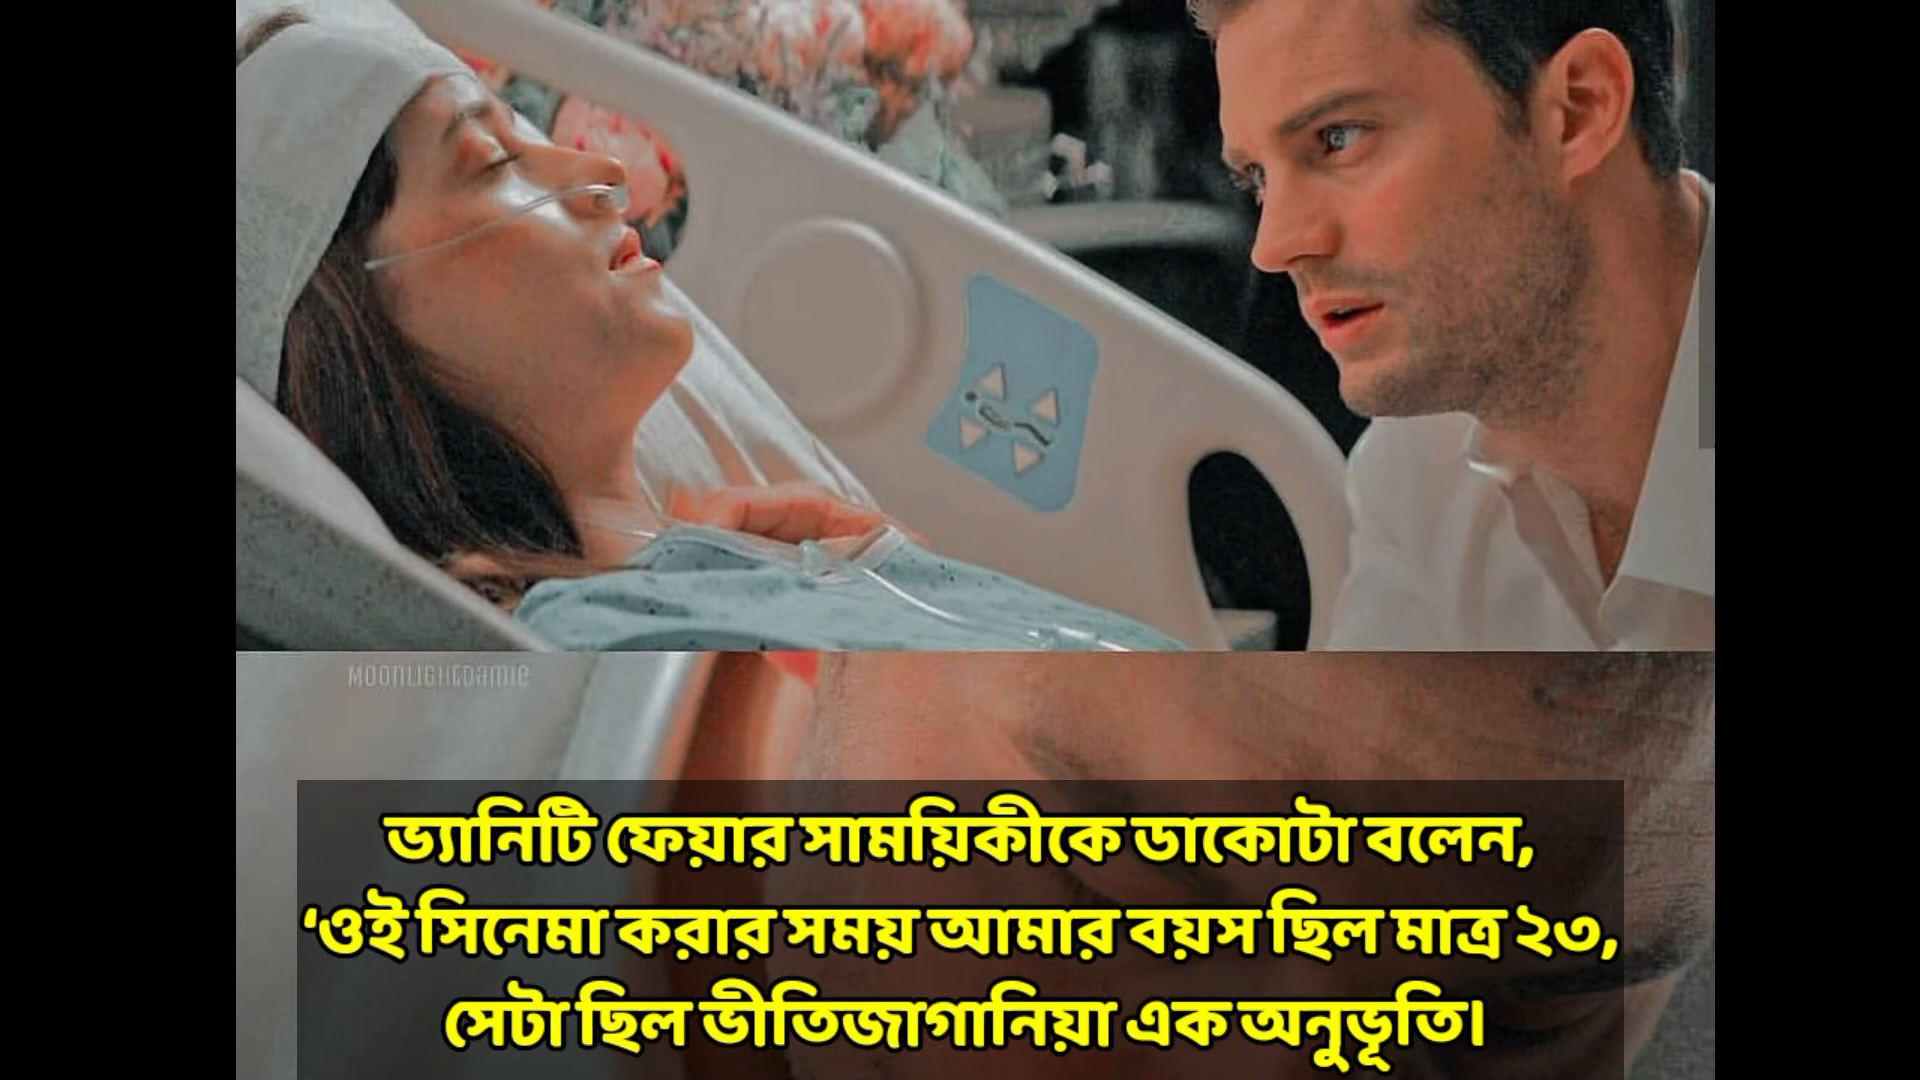 MOONLIGHTDAMIE
ভ্যানিটি ফেয়ার সাময়িকীকে ডাকোটা বলেন,
‘ওই সিনেমা করার সময় আমার বয়স ছিল মাত্র ২৩,
সেটা ছিল ভীতিজাগানিয়া এক অনুভূতি।